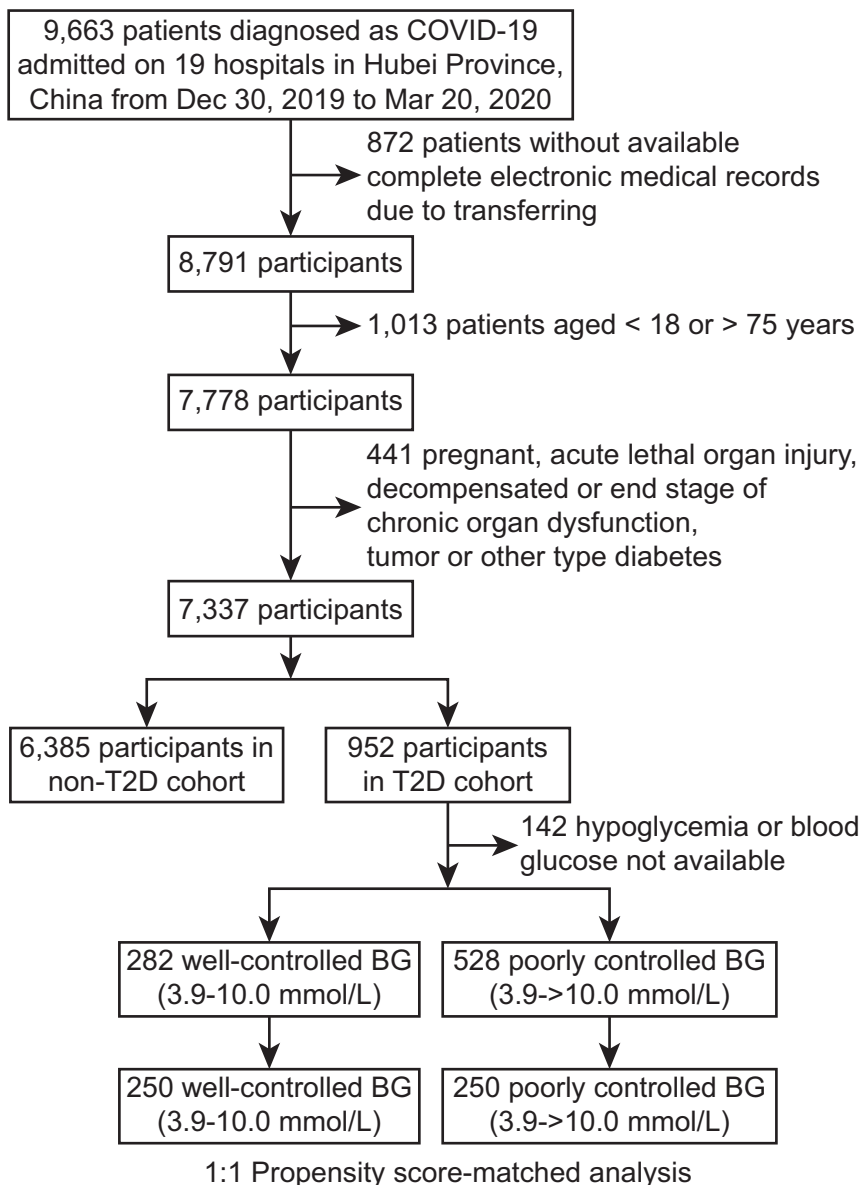 9,663 patients diagnosed as COVID-19
admitted on 19 hospitals in Hubei Province,
China from Dec 30, 2019 to Mar 20, 2020
872 patients without available
complete electronic medical records
due to transferring
8,791 participants
1,013 patients aged < 18 or > 75 years
7,778 participants
441 pregnant, acute lethal organ injury,
decompensated or end stage of
chronic organ dysfunction,
tumor or other type diabetes
7,337 participants
6,385 participants in
non-T2D cohort
952 participants
in T2D cohort
142 hypoglycemia or blood
glucose not available
282 well-controlled BG
(3.9-10.0 mmol/L)
528 poorly controlled BG
(3.9->10.0 mmol/L)
250 well-controlled BG
(3.9-10.0 mmol/L)
250 poorly controlled BG
(3.9->10.0 mmol/L)
1:1 Propensity score-matched analysis